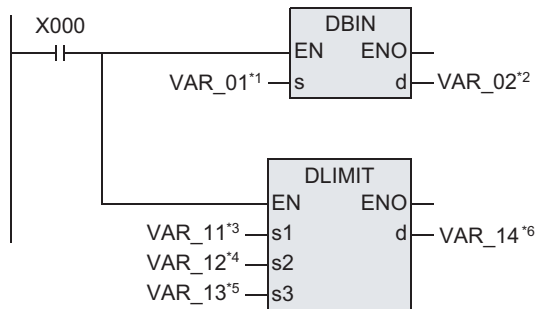 X000
DBIN
EN ENO
VAR_01*1 s d VAR_02*2
DLIMIT
EN ENO
VAR_11*3 s1 d VAR_14*6
VAR_12*4 s2
VAR_13*5 s3